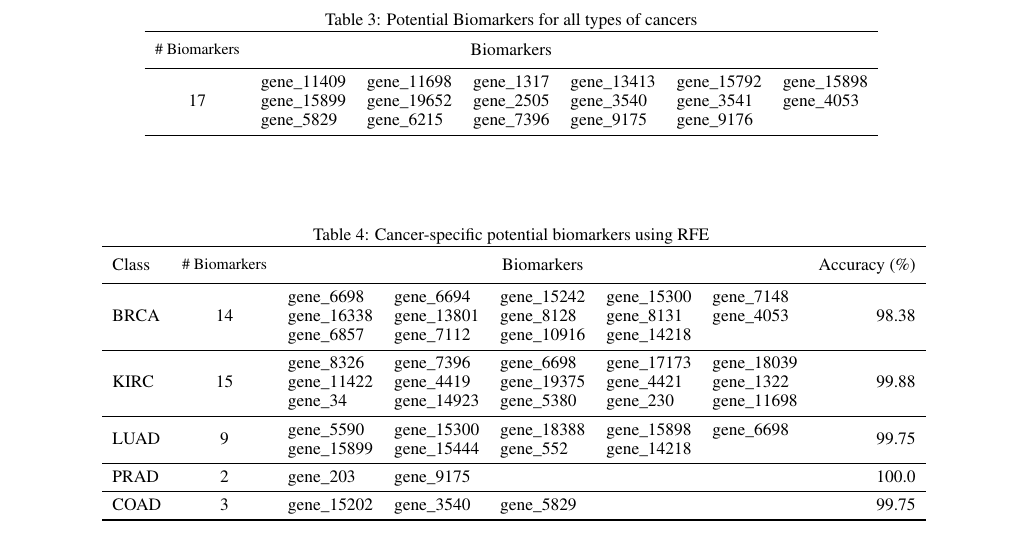 Table 3: Potential Biomarkers for all types of cancers
# Biomarkers Biomarkers
gene_11409 gene_11698 gene_1317 gene_13413 gene_15792 gene_15898
17 gene_15899 gene_19652 gene_2505 gene_3540 gene_3541 gene_4053
gene_5829 gene_6215 gene_7396 gene_9175 gene_9176
Table 4: Cancer-specific potential biomarkers using RFE
Class # Biomarkers Biomarkers Accuracy (%)
gene_6698 gene_6694 gene_15242 gene_15300 gene_7148
BRCA 14 gene_16338 gene_13801 gene_8128 gene_8131 gene_4053 98.38
gene_6857 gene_7112 gene_10916 gene_14218
gene_8326 gene_7396 gene_6698 gene_17173 gene_18039
KIRC 15 gene_11422 gene_4419 gene_19375 gene_4421 gene_1322 99.88
gene_34 gene_14923 gene_5380 gene_230 gene_11698
gene_5590 gene_15300 gene_18388 gene_15898 gene_6698
LUAD 9 99.75
gene_15899 gene_15444 gene_552 gene_14218
PRAD 2 gene_203 gene_9175 100.0
COAD 3 gene_15202 gene_3540 gene_5829 99.75